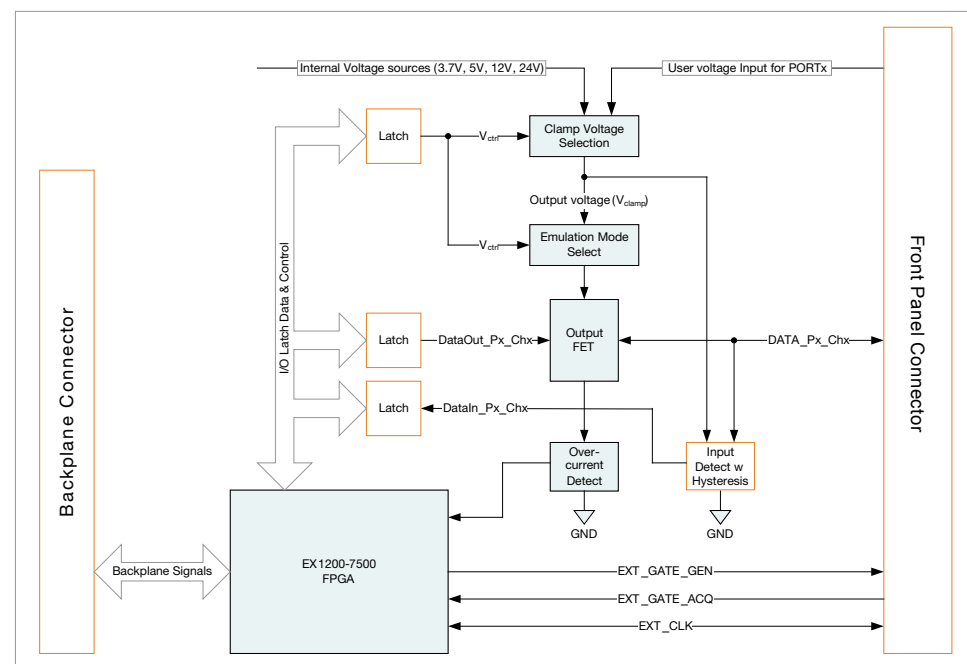 Internal Voltage sources (3.7V, 5V, 12V, 24V)
User voltage Input for PORTx
Latch
Vctrl
Clamp Voltage
Selection
Output voltage (Vclamp)
Vctrl
Emulation Mode
Select
I/O Latch Data & Control
Backplane Connector
Front Panel Connector
Latch
DataOut_Px_Chx
Output
FET
DATA_Px_Chx
Latch
DataIn_Px_Chx
Over-
current
Detect
Input
Detect w
Hysteresis
GND
GND
Backplane Signals
EX1200-7500
FPGA
EXT_GATE_GEN
EXT_GATE_ACQ
EXT_CLK